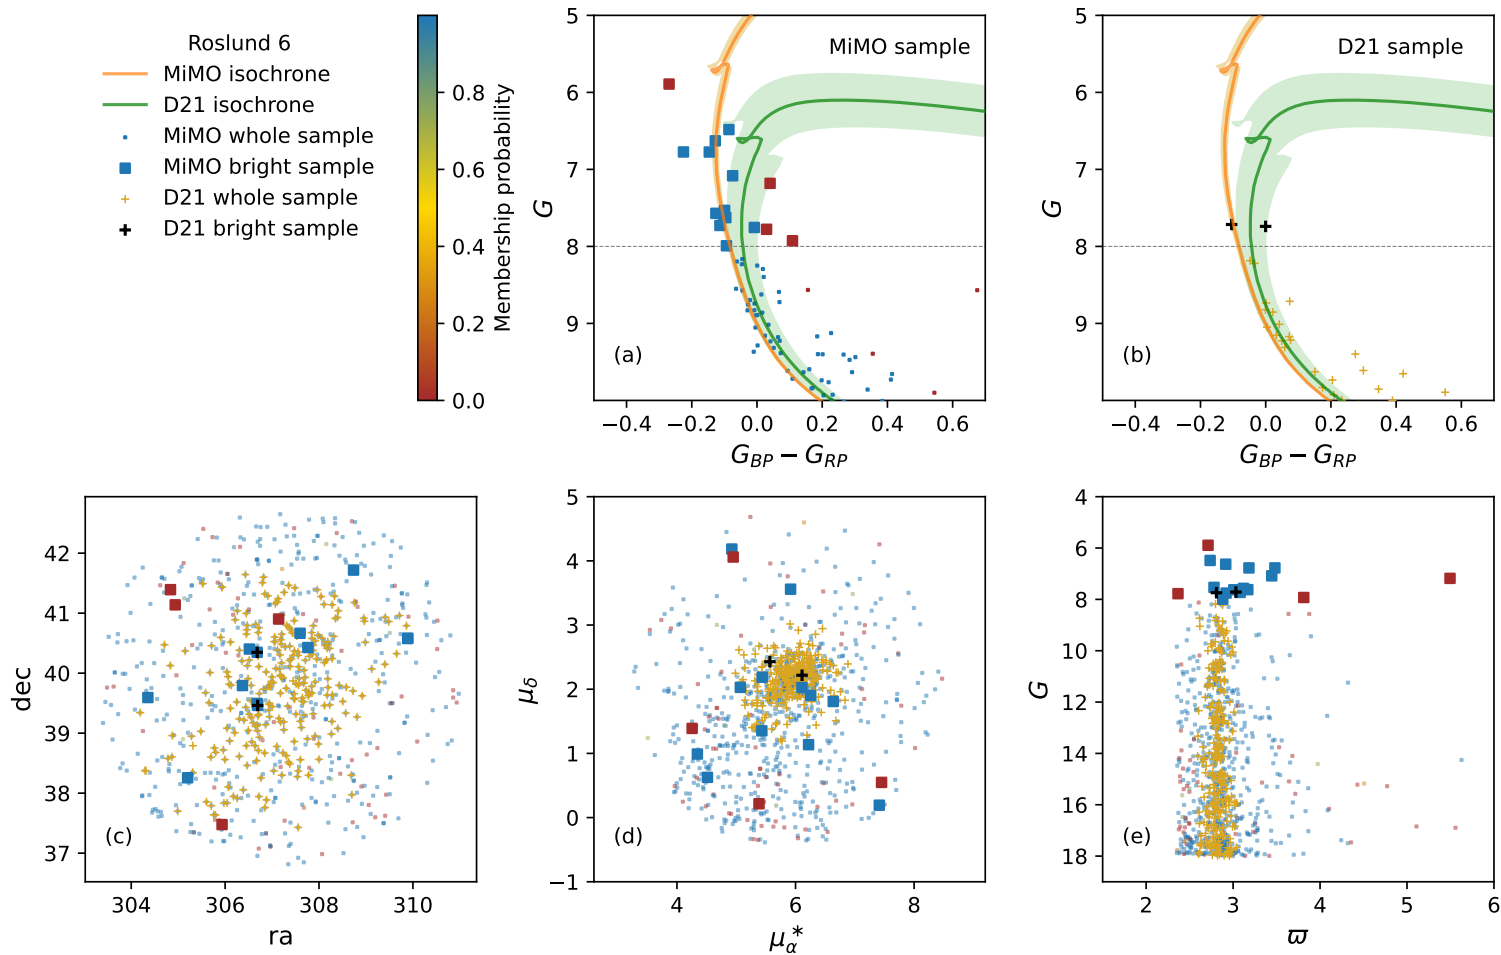 Roslund 6
MiMO isochrone
D21 isochrone
MiMO whole sample
MiMO bright sample
D21 whole sample
D21 bright sample
0.8
0.6
0.4
0.2
0.0
Membership probability
5
6
7
8
9
G
MiMO sample
(a)
−0.4 −0.2 0.0 0.2 0.4 0.6
G_BP − G_RP
5
6
7
8
9
G
D21 sample
(b)
−0.4 −0.2 0.0 0.2 0.4 0.6
G_BP − G_RP
42
41
40
39
38
37
dec
(c)
304 306 308 310
ra
5
4
3
2
1
0
−1
μ_δ
(d)
4 6 8
μ_α*
4
6
8
10
12
14
16
18
G
(e)
2 3 4 5 6
ϖ